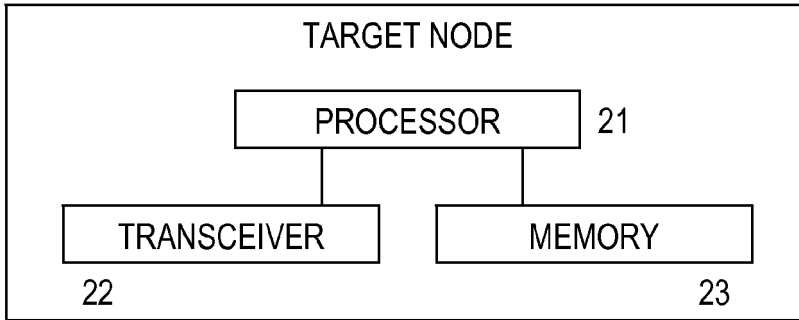 TARGET NODE
PROCESSOR 21
TRANSCEIVER MEMORY
22 23